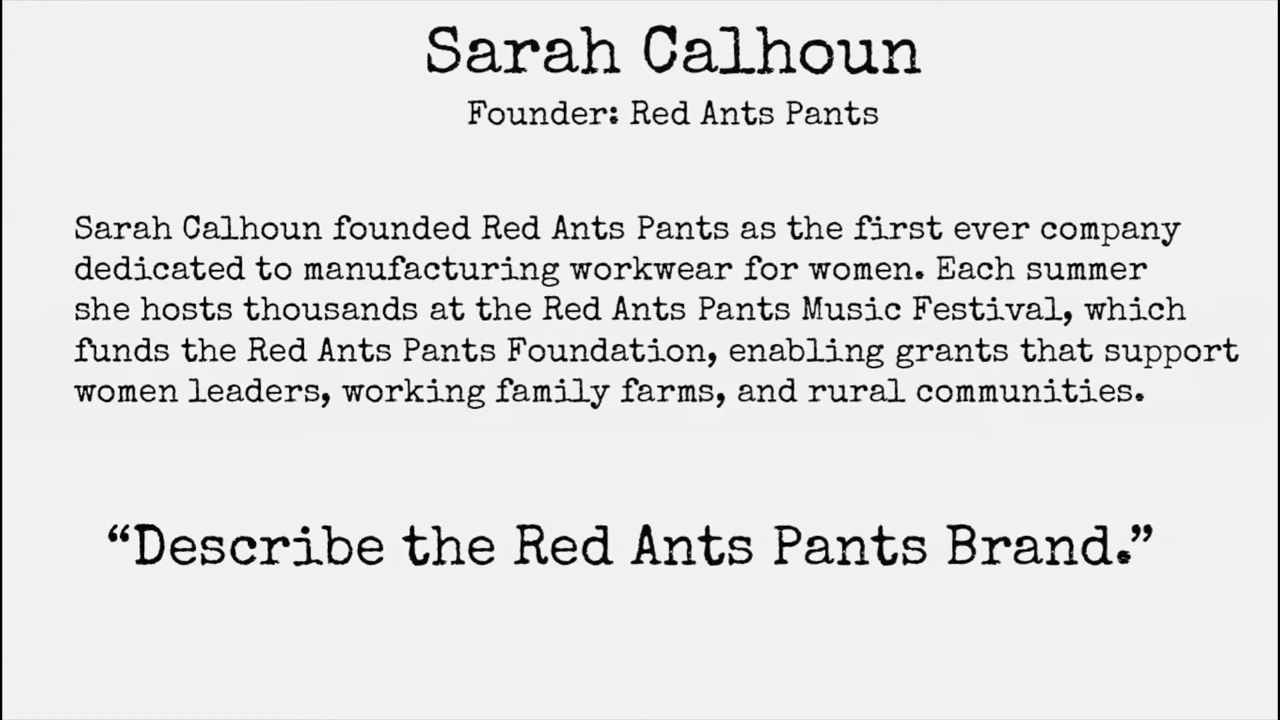 Sarah Calhoun
Founder: Red Ants Pants
Sarah Calhoun founded Red Ants Pants as the first ever company
dedicated to manufacturing workwear for women. Each summer
she hosts thousands at the Red Ants Pants Music Festival, which
funds the Red Ants Pants Foundation, enabling grants that support
women leaders, working family farms, and rural communities.
“Describe the Red Ants Pants Brand.”